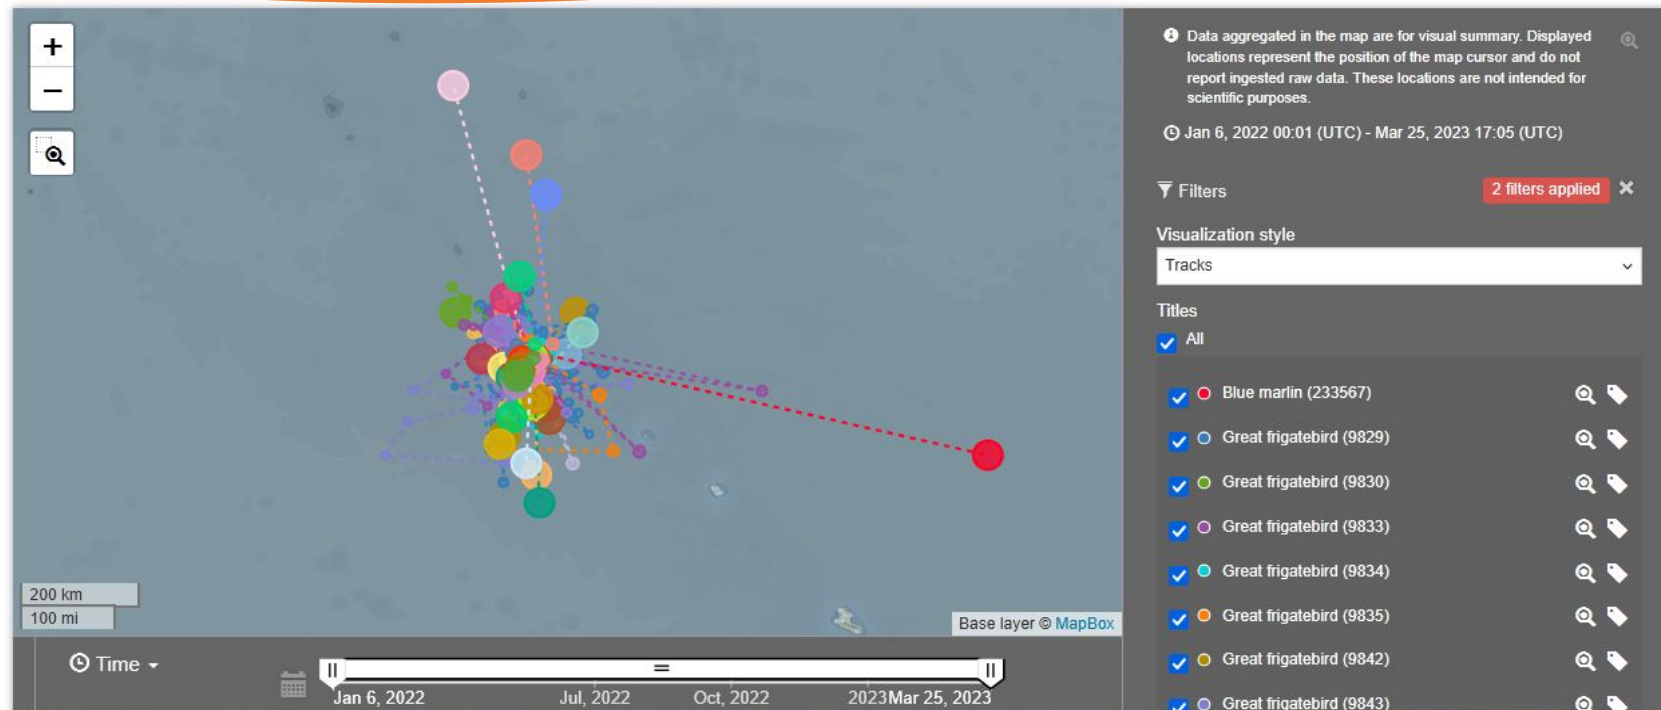 +
−
200 km
100 mi
Base layer © MapBox
Time
Jan 6, 2022
Jul, 2022
Oct, 2022
2023
Mar 25, 2023
Data aggregated in the map are for visual summary. Displayed
locations represent the position of the map cursor and do not
report ingested raw data. These locations are not intended for
scientific purposes.
Jan 6, 2022 00:01 (UTC) - Mar 25, 2023 17:05 (UTC)
Filters
2 filters applied
Visualization style
Tracks
Titles
All
Blue marlin (233567)
Great frigatebird (9829)
Great frigatebird (9830)
Great frigatebird (9833)
Great frigatebird (9834)
Great frigatebird (9835)
Great frigatebird (9842)
Great frigatebird (9843)